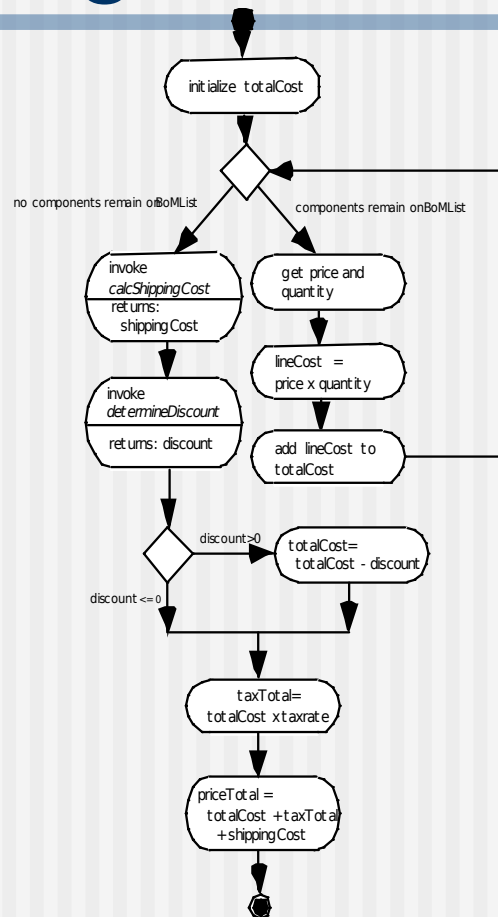 initialize totalCost
no components remain onBoMList
components remain onBoMList
invoke
calcShippingCost
returns:
shippingCost
get price and
quantity
lineCost =
price x quantity
invoke
determineDiscount
returns: discount
add lineCost to
totalCost
discount>0
totalCost=
totalCost - discount
discount <= 0
taxTotal=
totalCost x taxrate
priceTotal =
totalCost + taxTotal
+ shippingCost